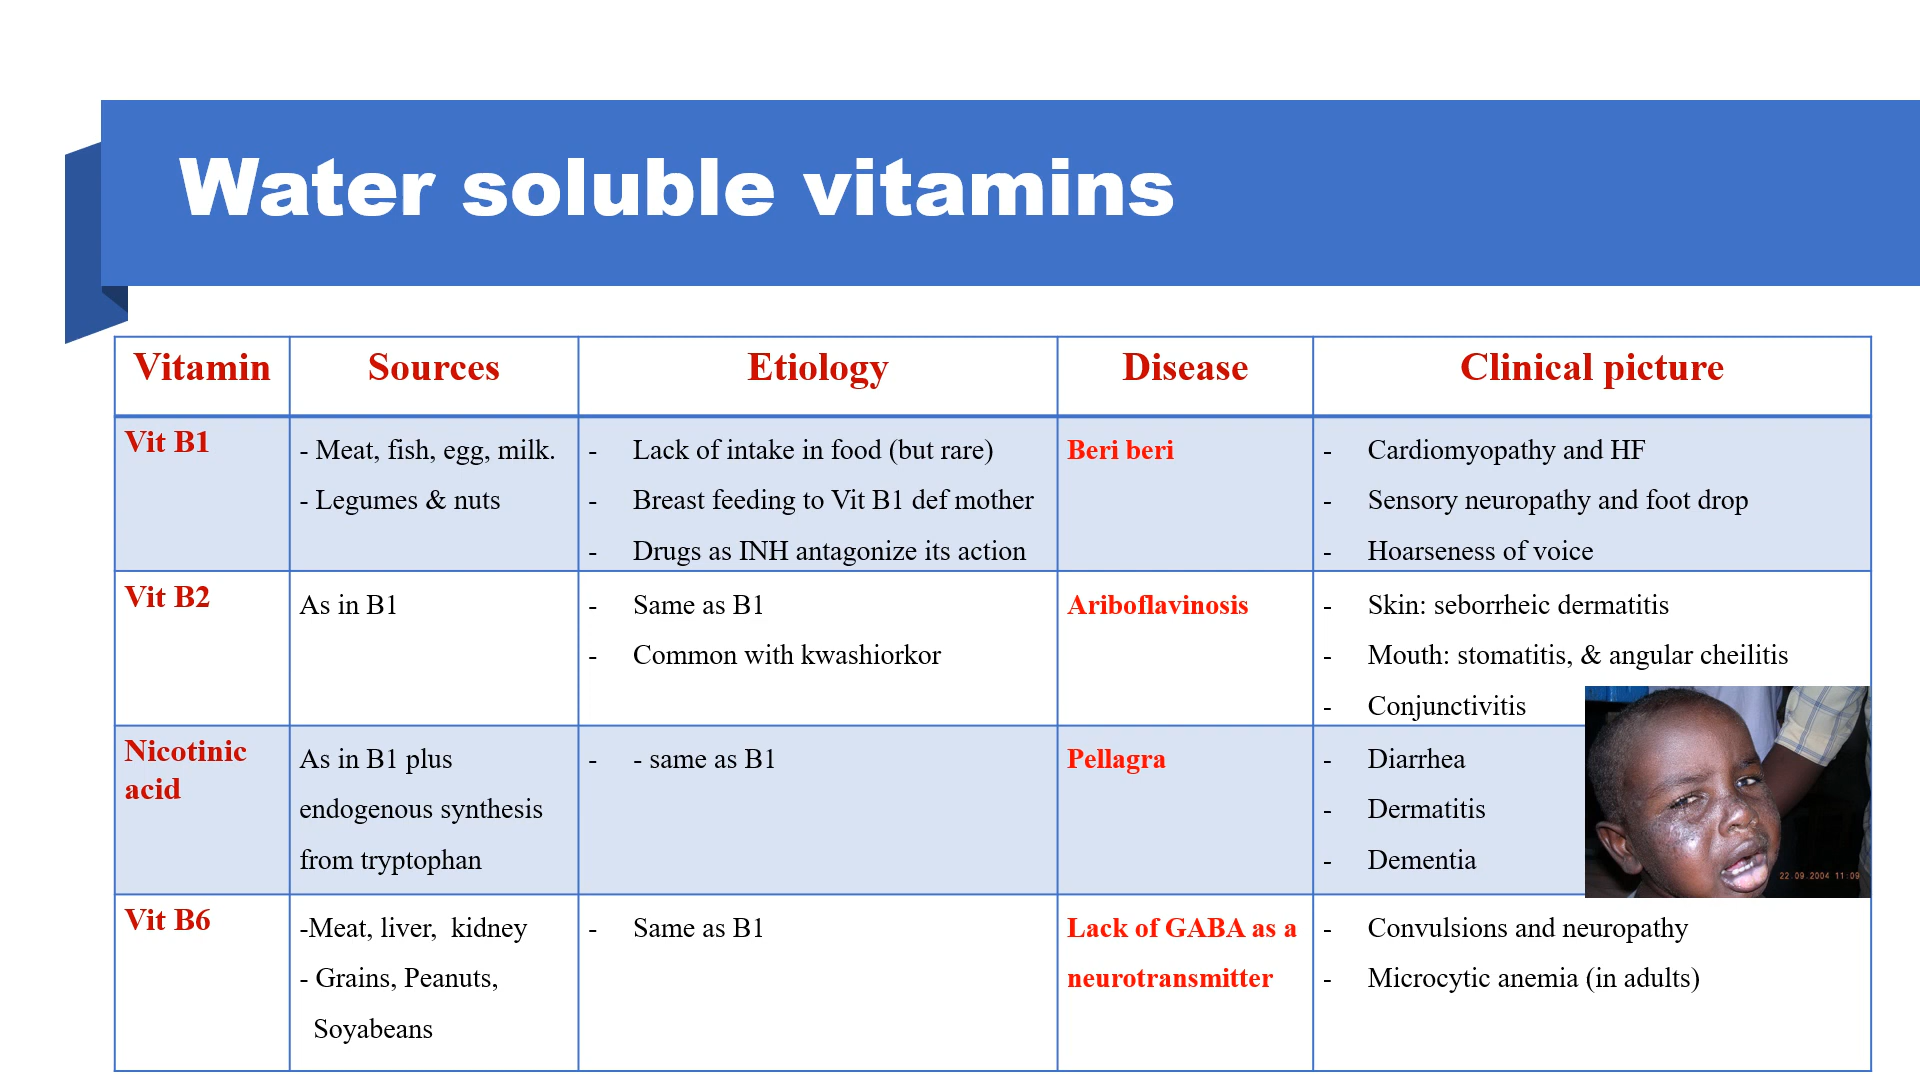 Water soluble vitamins
Vitamin
Sources
Etiology
Disease
Clinical picture
Vit B1
- Meat, fish, egg, milk.
- Legumes & nuts
- Lack of intake in food (but rare)
- Breast feeding to Vit B1 def mother
- Drugs as INH antagonize its action
Beri beri
- Cardiomyopathy and HF
- Sensory neuropathy and foot drop
- Hoarseness of voice
Vit B2
As in B1
- Same as B1
- Common with kwashiorkor
Ariboflavinosis
- Skin: seborrheic dermatitis
- Mouth: stomatitis, & angular cheilitis
- Conjunctivitis
Nicotinic
acid
As in B1 plus
endogenous synthesis
from tryptophan
- - same as B1
Pellagra
- Diarrhea
- Dermatitis
- Dementia
22.09.2004 11:09
Vit B6
-Meat, liver, kidney
- Grains, Peanuts,
Soyabeans
- Same as B1
Lack of GABA as a
neurotransmitter
- Convulsions and neuropathy
- Microcytic anemia (in adults)